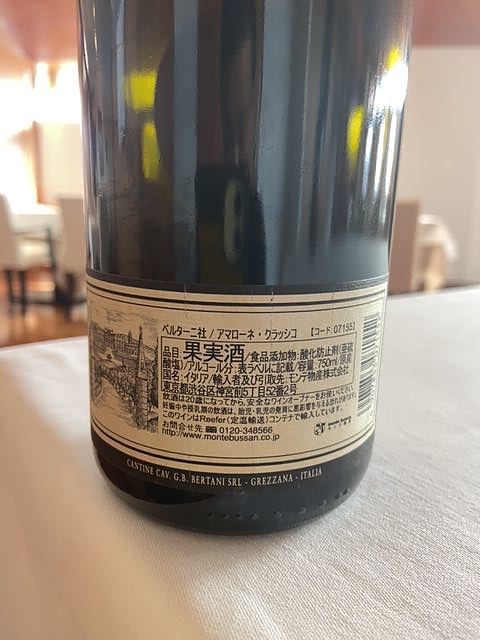 ベルターニ社 / アマローネ・クラッシコ 【コード: 07155】
品目:果実酒/食品添加物:酸化防止剤(亜硫
酸塩)/アルコール分:表ラベルに記載/容量:750ml/原産
国名:イタリア/輸入者及び引取先:モンテ物産株式会社
東京都渋谷区神宮前5丁目52番2号
飲酒は20歳になってから。安全なワインオープナーをお使いください。
妊娠中や授乳期の飲酒は、胎児・乳児の発育に悪影響を与える恐れがあります。
このワインはReefer(定温輸送)コンテナで輸入しています。
お問合せ先 0120-348566
http://www.montebussan.co.jp
CANTINE CAV. G.B. BERTANI SRL - GREZZANA - ITALIA